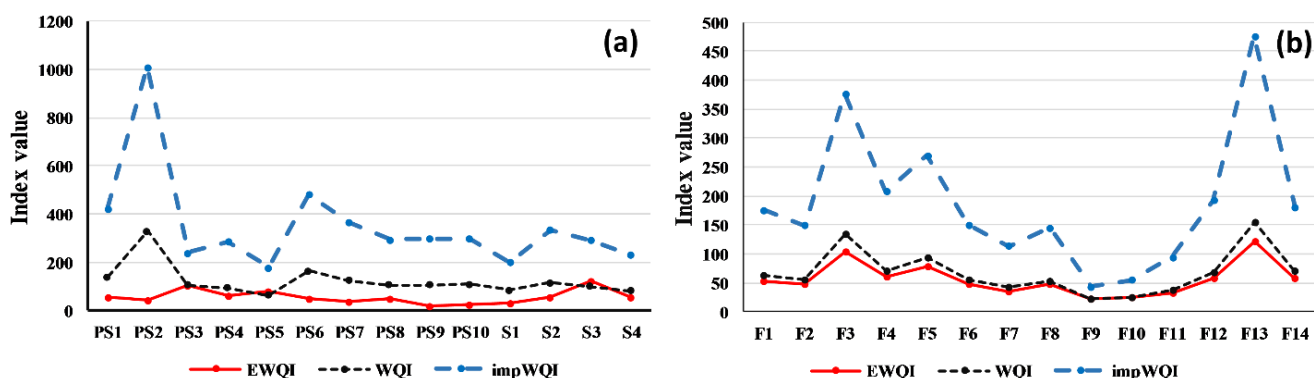 (a)
Index value
1200
1000
800
600
400
200
0
PS1 PS2 PS3 PS4 PS5 PS6 PS7 PS8 PS9 PS10 S1 S2 S3 S4
EWQI WQI impWQI
(b)
Index value
500
450
400
350
300
250
200
150
100
50
0
F1 F2 F3 F4 F5 F6 F7 F8 F9 F10 F11 F12 F13 F14
EWQI WQI impWQI